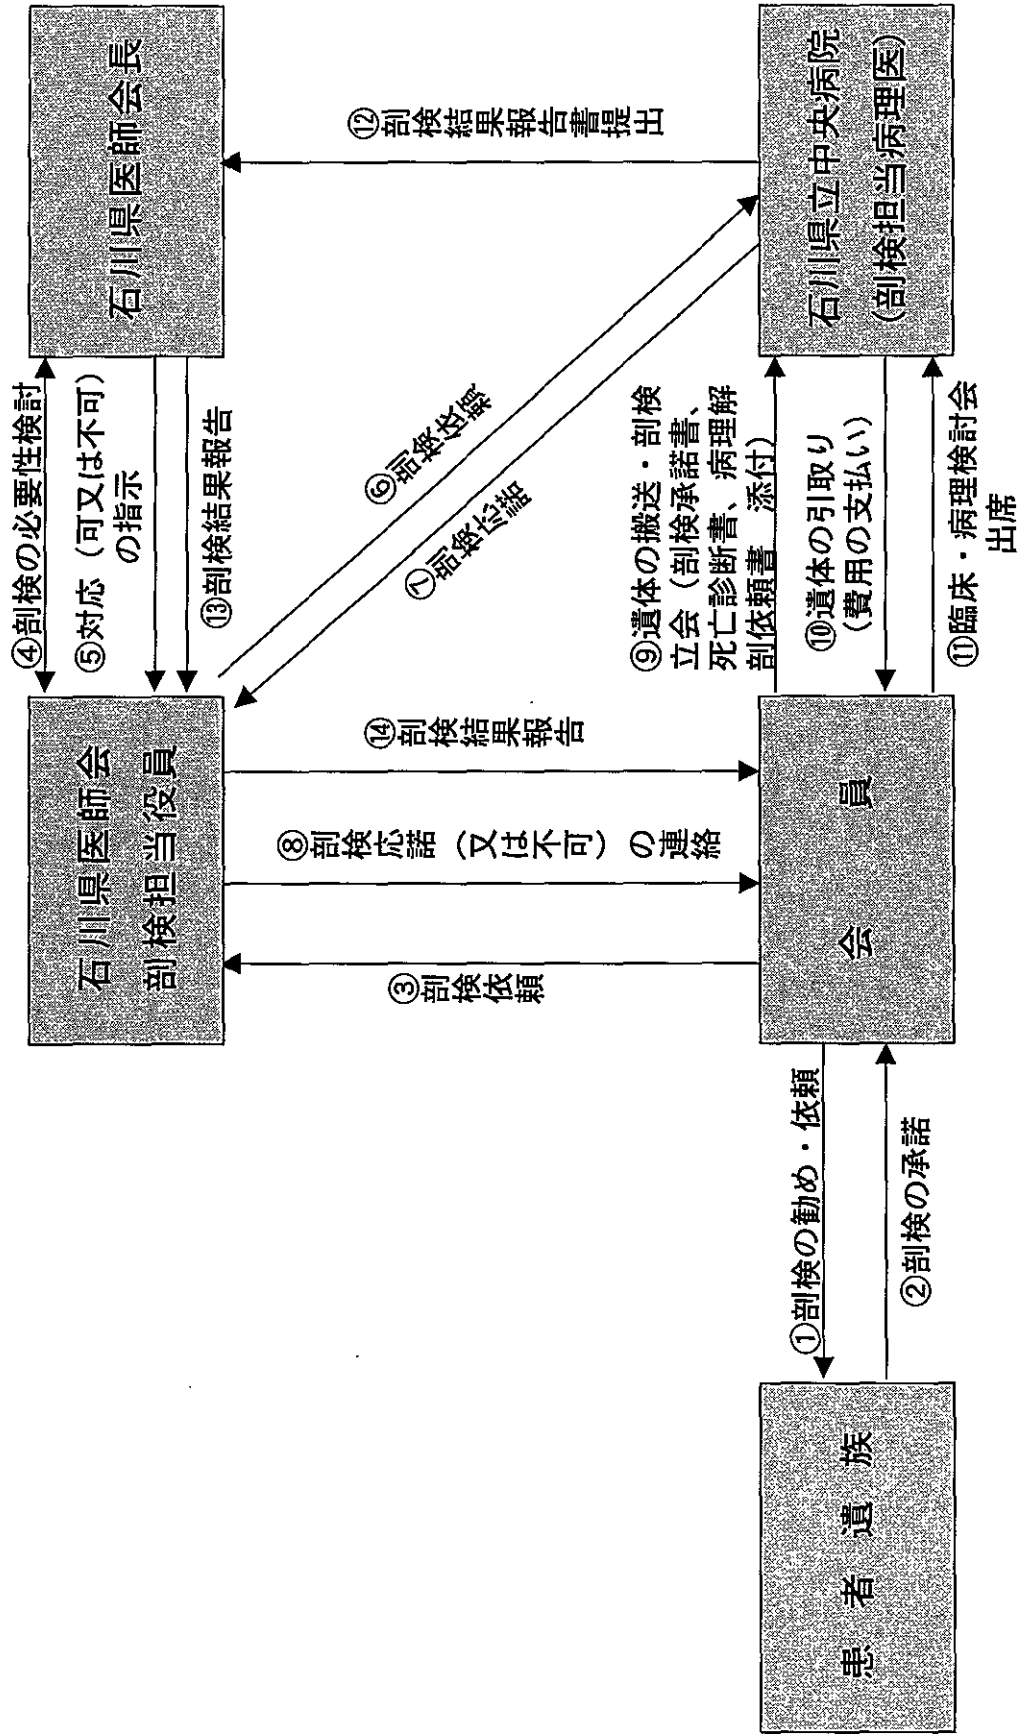 石川県医師会
剖検担当役員
④剖検の必要性検討
⑤対応（可又は不可）
の指示
⑬剖検結果報告
石川県医師会長
③剖検依頼
⑧剖検応諾（又は不可）の連絡
⑭剖検結果報告
⑥剖検依頼
⑦剖検応諾
⑫剖検結果報告書提出
患者遺族
①剖検の勧め・依頼
②剖検の承諾
会員
⑨遺体の搬送・剖検
立会（剖検承諾書、
死亡診断書、病理解
剖依頼書　添付）
⑩遺体の引取り
（費用の支払い）
⑪臨床・病理検討会
出席
石川県立中央病院
（剖検担当病理医）